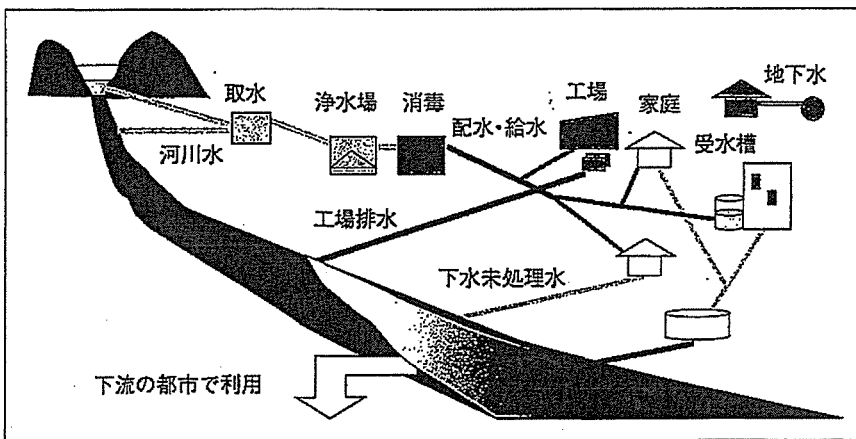 取水
浄水場
消毒
工場
家庭
地下水
河川水
配水・給水
受水槽
工場排水
下水未処理水
下流の都市で利用